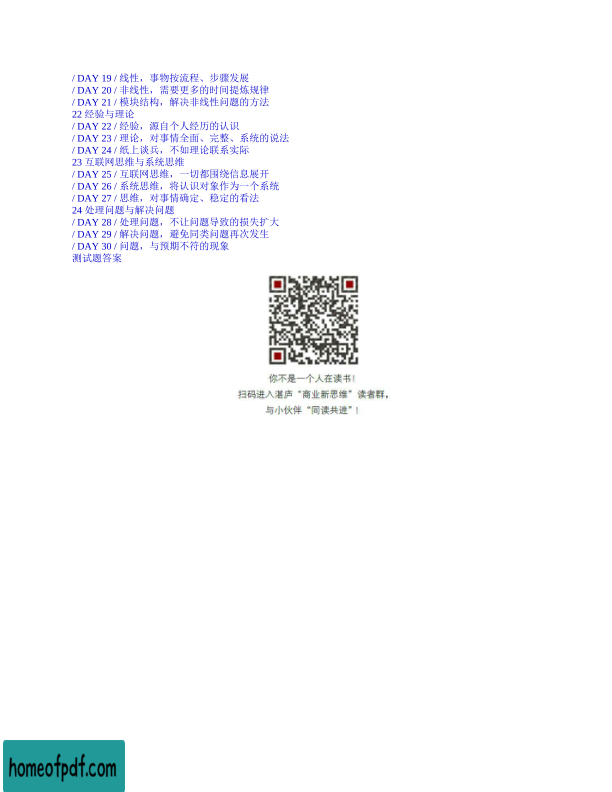 / DAY 19 / 线性，事物按流程、步骤发展
/ DAY 20 / 非线性，需要更多的时间提炼规律
/ DAY 21 / 模块结构，解决非线性问题的方法
22 经验与理论
/ DAY 22 / 经验，源自个人经历的认识
/ DAY 23 / 理论，对事情全面、完整、系统的说法
/ DAY 24 / 纸上谈兵，不如理论联系实际
23 互联网思维与系统思维
/ DAY 25 / 互联网思维，一切都围绕信息展开
/ DAY 26 / 系统思维，将认识对象作为一个系统
/ DAY 27 / 思维，对事情确定、稳定的看法
24 处理问题与解决问题
/ DAY 28 / 处理问题，不让问题导致的损失扩大
/ DAY 29 / 解决问题，避免同类问题再次发生
/ DAY 30 / 问题，与预期不符的现象
测试题答案
你不是一个人在读书！
扫码进入湛庐“商业新思维”读者群，
与小伙伴“同读共进”！
homeofpdf.com